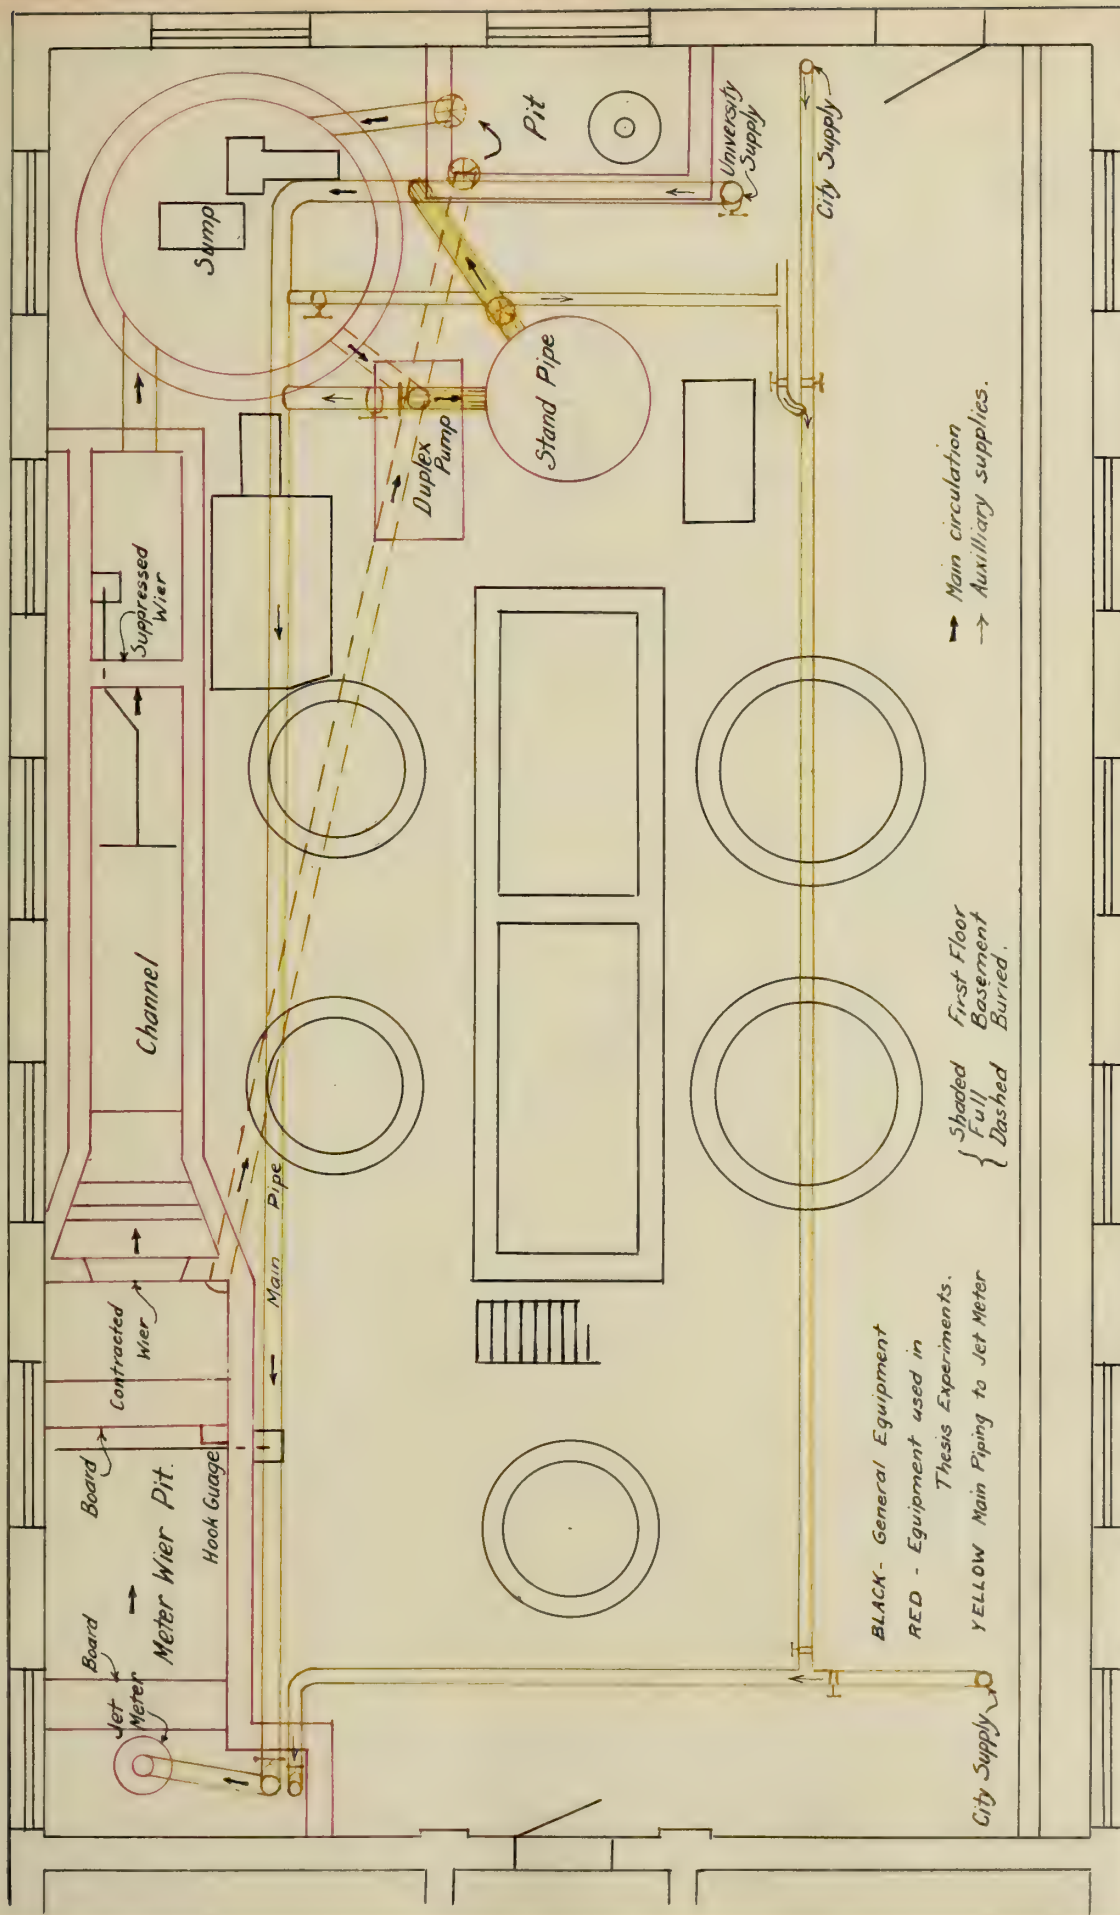 Sump
Pit
University
Supply
City Supply
Stand Pipe
Duplex
Pump
Suppressed
Wier
Channel
Main Pipe
Contracted
Wier
Board
Hook Guage
Meter Wier Pit.
Board
Jet
Meter
→ Main circulation
→ Auxilliary supplies.
{ Shaded First Floor
Full Basement
Dashed Buried.
BLACK - General Equipment
RED - Equipment used in
Thesis Experiments.
YELLOW Main Piping to Jet Meter
City Supply